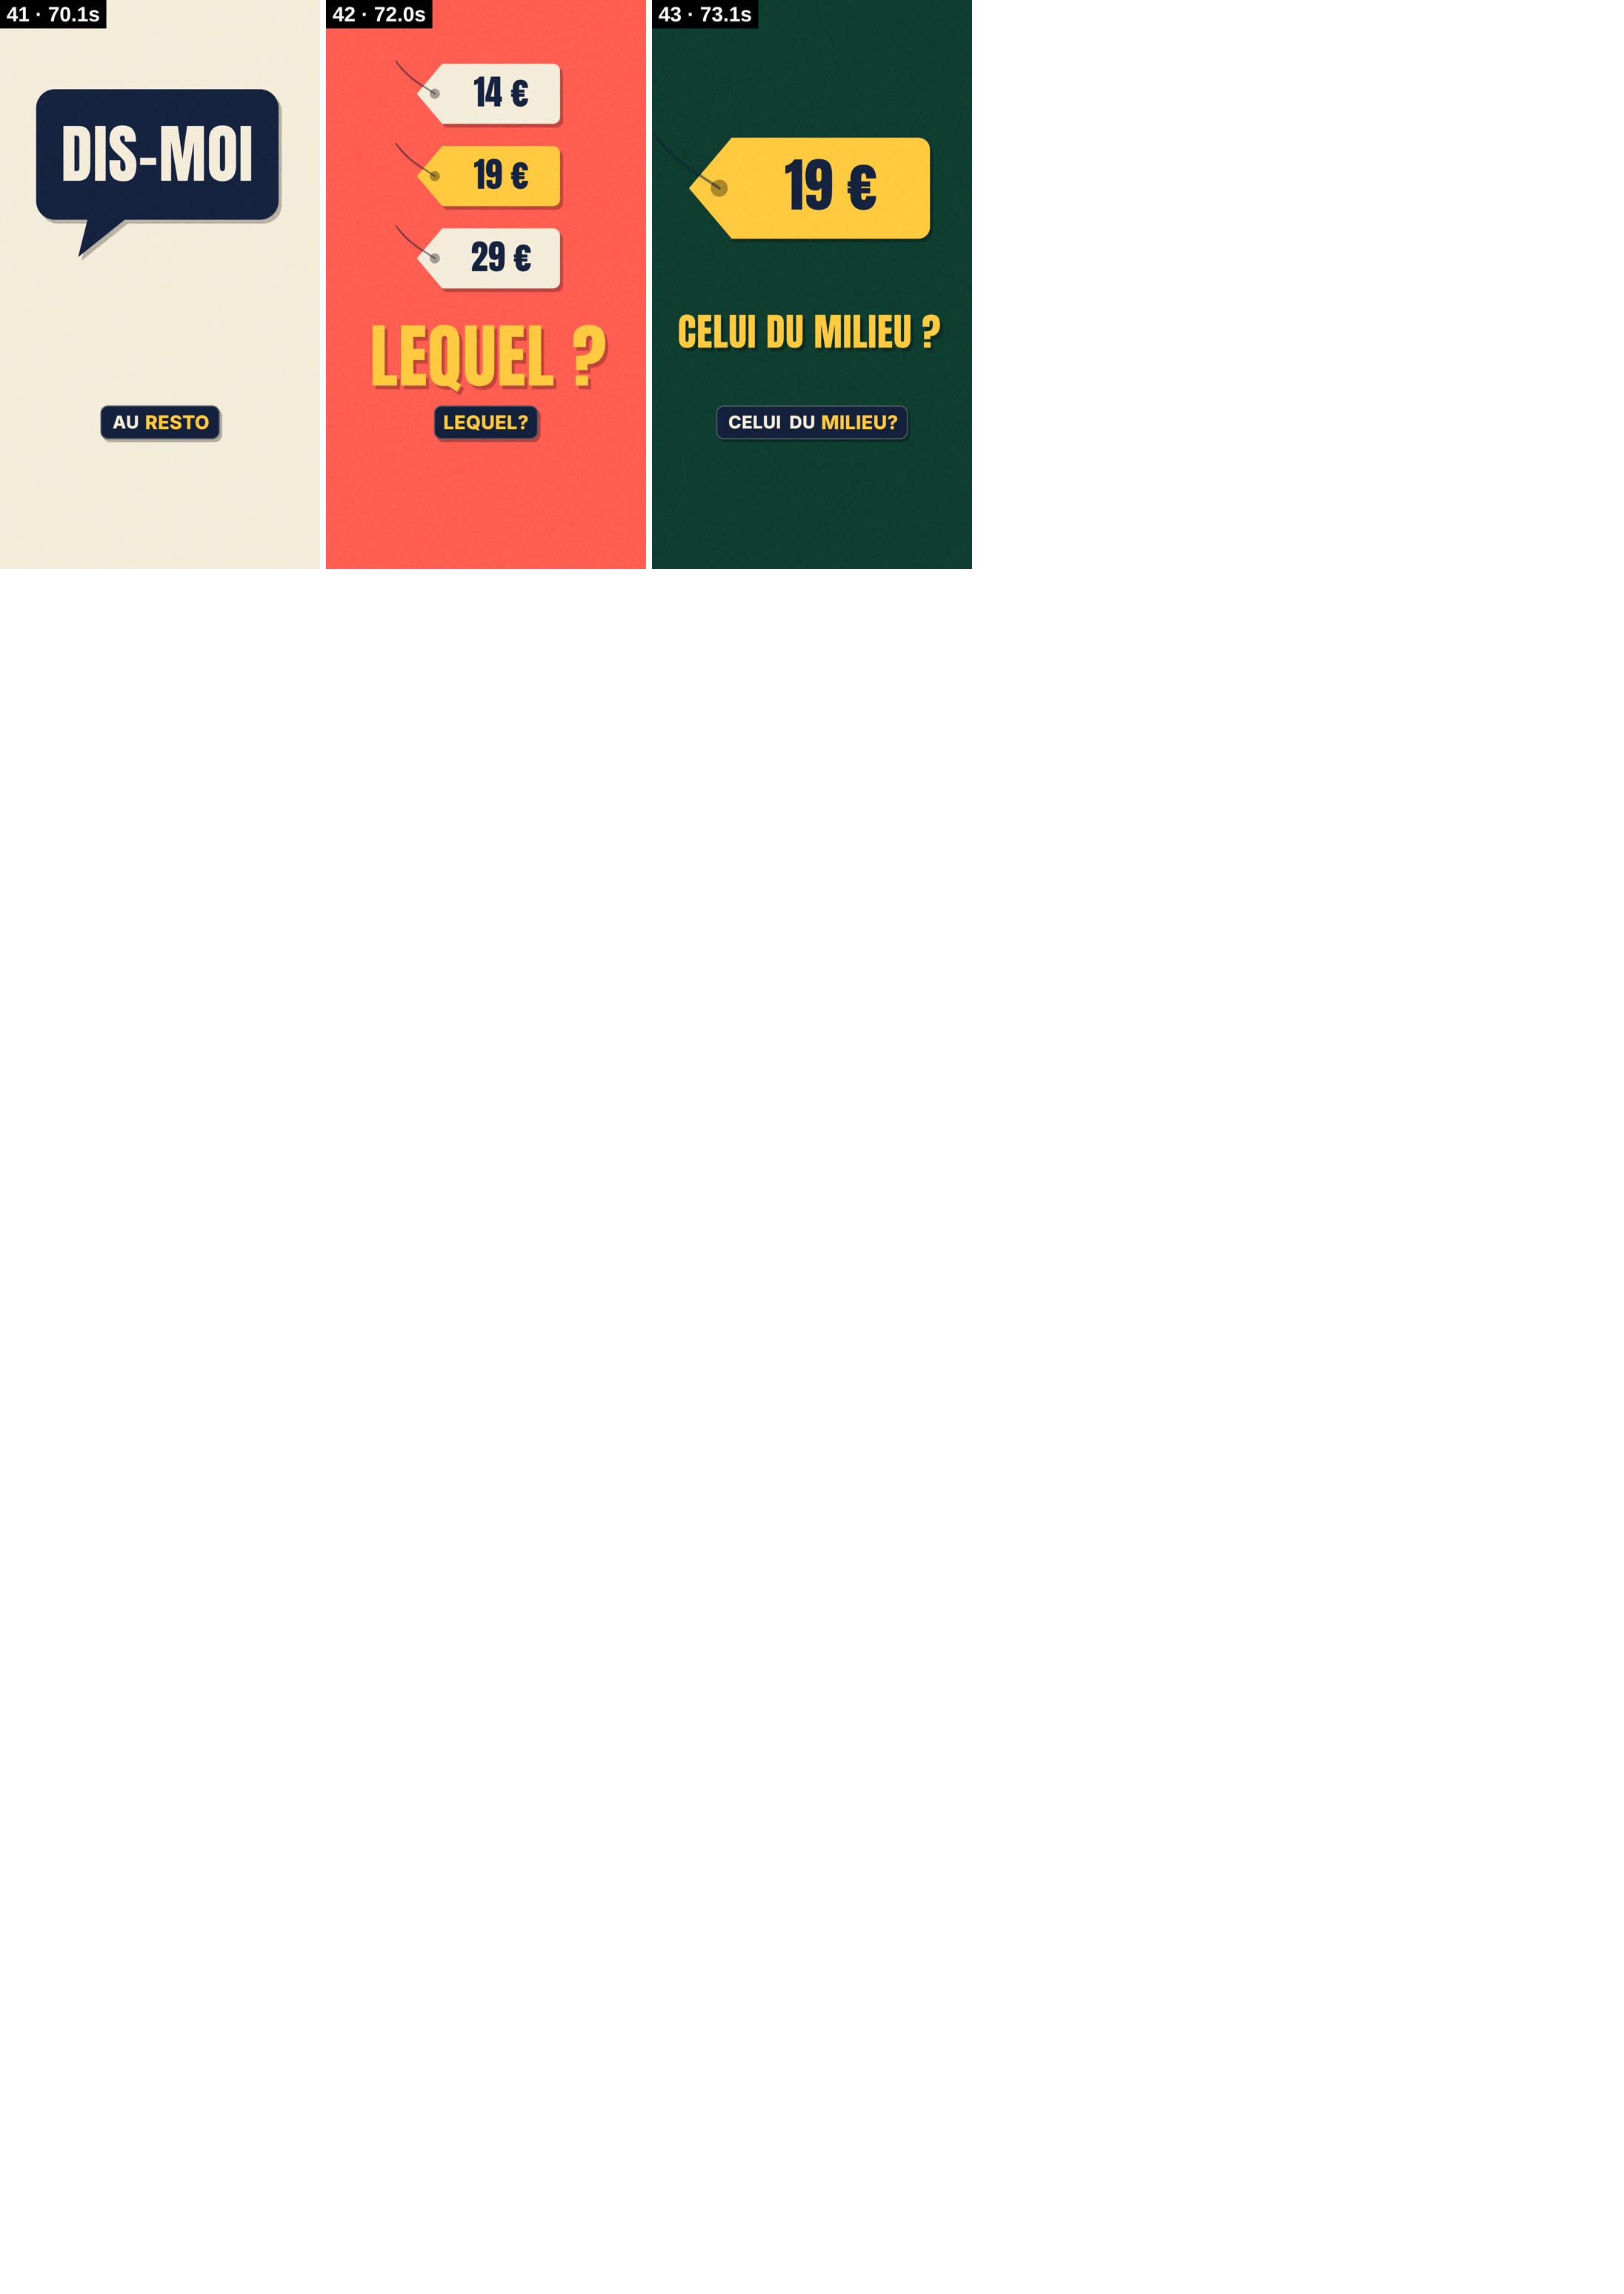 41 · 70.1s
DIS-MOI
AU RESTO
42 · 72.0s
14 €
19 €
29 €
LEQUEL ?
LEQUEL?
43 · 73.1s
19 €
CELUI DU MILIEU ?
CELUI DU MILIEU?